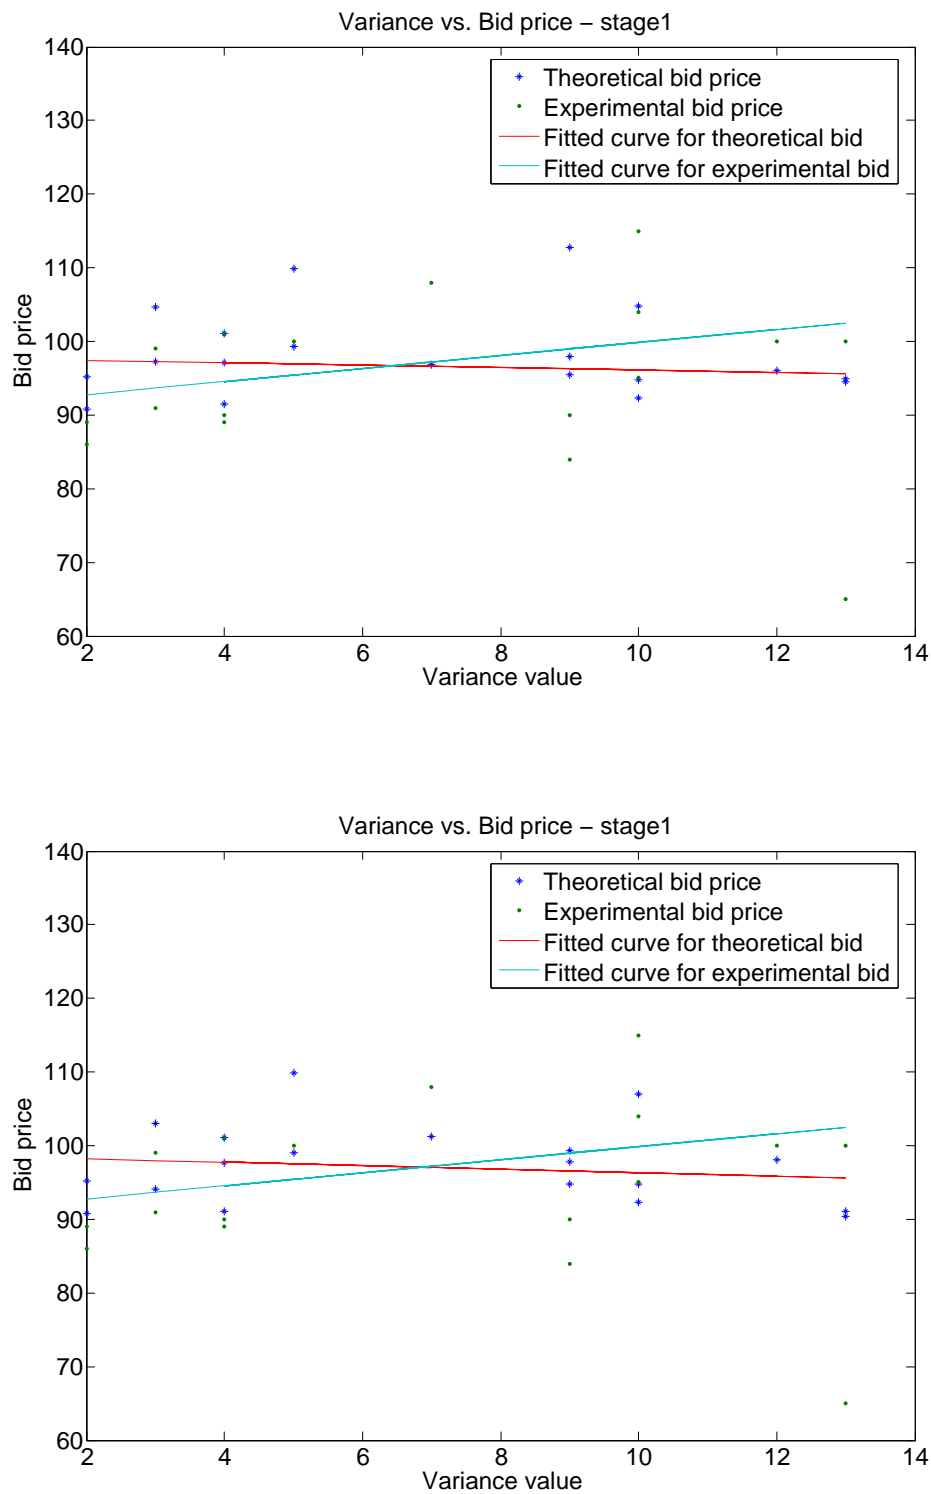 Variance vs. Bid price – stage1
140
Theoretical bid price
Experimental bid price
130
Fitted curve for theoretical bid
Fitted curve for experimental bid
120
110
100
Bid price
90
80
70
60
2 4 6 8 10 12 14
Variance value
Variance vs. Bid price – stage1
140
Theoretical bid price
Experimental bid price
130
Fitted curve for theoretical bid
Fitted curve for experimental bid
120
110
100
Bid price
90
80
70
60
2 4 6 8 10 12 14
Variance value